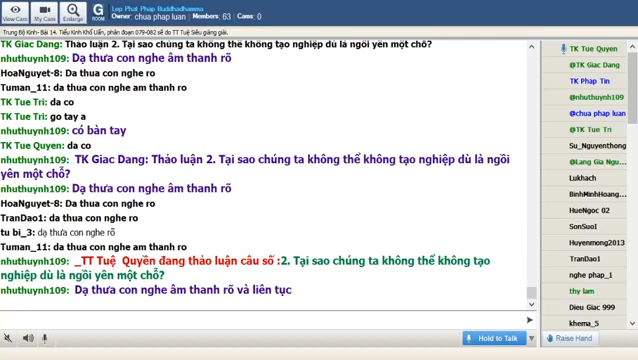 Lep Phat Phap Buddhadhamma
Owner: chua phap luan Members: 63 Cams: 0
View Cam My Cam Enlarge G ROOM
Trung Bộ Kinh- Bài 14. Tiểu Kinh Khổ Uẩn, phân đoạn 079-082 sẽ do TT Tuệ Siêu giảng giải.
TK Giac Dang: Thảo luận 2. Tại sao chúng ta không thể không tạo nghiệp dù là ngồi yên một chỗ?
nhuthuynh109: Dạ thưa con nghe âm thanh rõ
HoaNguyet-8: Da thua con nghe ro
Tuman_11: da thua con nghe am thanh ro
TK Tue Tri: da co
TK Tue Tri: go tay a
nhuthuynh109: có bàn tay
TK Tue Quyen: da co
nhuthuynh109: TK Giac Dang: Thảo luận 2. Tại sao chúng ta không thể không tạo nghiệp dù là ngồi
yên một chỗ?
nhuthuynh109: Dạ thưa con nghe âm thanh rõ
HoaNguyet-8: Da thua con nghe ro
TranDao1: da thua con nghe ro
tu bi_3: dạ thưa con nghe rõ
Tuman_11: da thua con nghe am thanh ro
nhuthuynh109: _TT Tuệ Quyền đang thảo luận câu số :2. Tại sao chúng ta không thể không tạo
nghiệp dù là ngồi yên một chỗ?
nhuthuynh109: Dạ thưa con nghe âm thanh rõ và liên tục
Hold to Talk
TK Tue Quyen
@TK Giac Dang
TK Phap Tin
@nhuthuynh109
@chua phap luan
@TK Tue Tri
Su_Nguyenthong
@Lang Gia Ngu...
Lukhach
BinhMinhHoang...
HueNgoc 02
SonSuo1
Huyenmong2013
TranDao1
nghe phap_1
thy lam
Dieu Giac 999
khema_5
Raise Hand